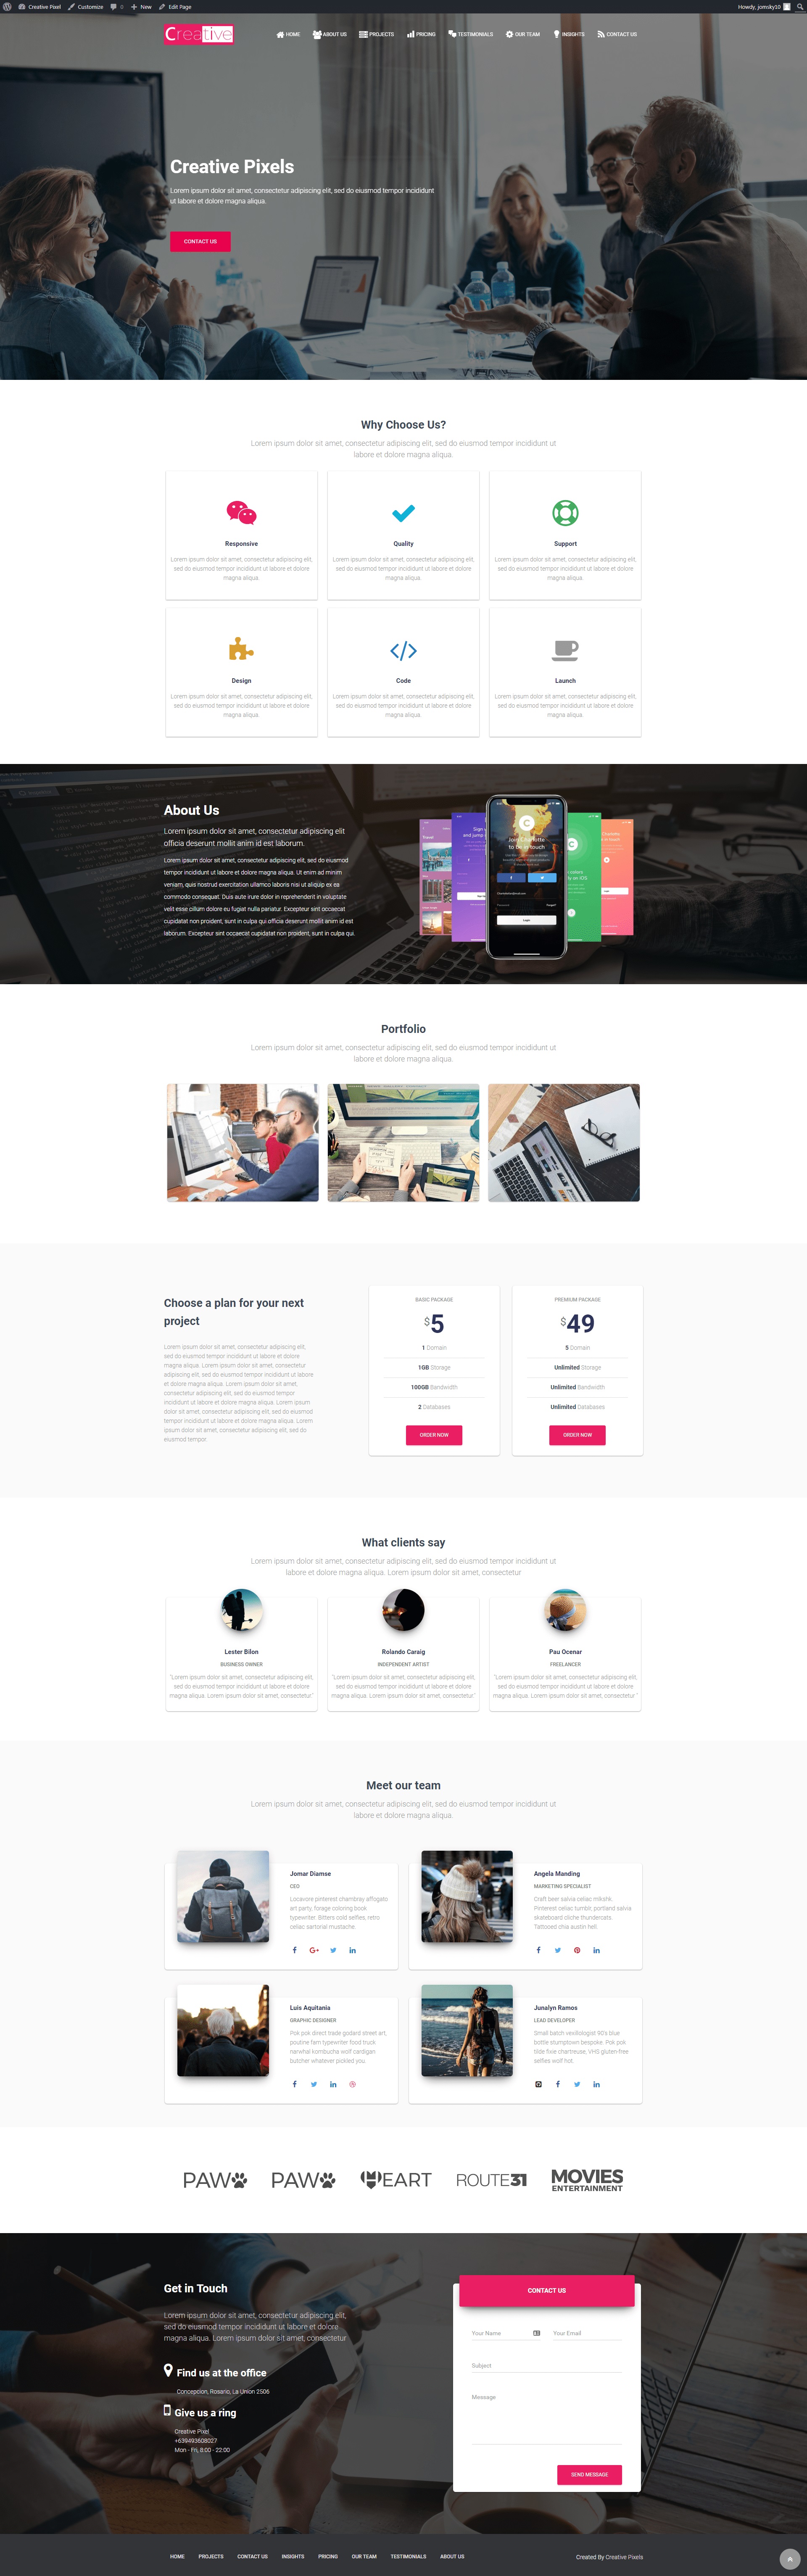 Creative Pixel
0
New
Customize
Edit Page
Howdy, jomsky10
Creative
HOME
ABOUT US
PROJECTS
PRICING
TESTIMONIALS
OUR TEAM
INSIGHTS
CONTACT US
Creative Pixels
Lorem ipsum dolor sit amet, consectetur adipiscing elit, sed do eiusmod tempor incididunt
ut labore et dolore magna aliqua.
CONTACT US
Why Choose Us?
Lorem ipsum dolor sit amet, consectetur adipiscing elit, sed do eiusmod tempor incididunt ut
labore et dolore magna aliqua.
Responsive
Lorem ipsum dolor sit amet, consectetur adipiscing elit,
sed do eiusmod tempor incididunt ut labore et dolore
magna aliqua.
Quality
Lorem ipsum dolor sit amet, consectetur adipiscing elit,
sed do eiusmod tempor incididunt ut labore et dolore
magna aliqua
Support
Lorem ipsum dolor sit amet, consectetur adipiscing elit,
sed do eiusmod tempor incididunt ut labore et dolore
magna aliqua.
Design
Lorem ipsum dolor sit amet, consectetur adipiscing elit,
sed do eiusmod tempor incididunt ut labore et dolore
magna aliqua.
Code
Lorem ipsum dolor sit amet, consectetur adipiscing elit,
sed do eiusmod tempor incididunt ut labore et dolore
magna aliqua
Launch
Lorem ipsum dolor sit amet, consectetur adipiscing elit,
sed do eiusmod tempor incididunt ut labore et dolore
magna aliqua.
About Us
Lorem ipsum dolor sit amet, consectetur adipiscing elit
officia deserunt mollit anim id est laborum.
Lorem ipsum dolor sit amet, consectetur adipiscing elit, sed do eiusmod
tempor incididunt ut labore et dolore magna aliqua. Ut enim ad minim
veniam, quis nostrud exercitation ullamco laboris nisi ut aliquip ex ea
commodo consequat. Duis aute irure dolor in reprehenderit in voluptate
velit esse cillum dolore eu fugiat nulla pariatur. Excepteur sint occaecat
cupidatat non proident, sunt in culpa qui officia deserunt mollit anim id est
laborum. Excepteur sint occaecat cupidatat non proident, sunt in culpa qui.
Travel
Join Charlotte
to be in touch
Login
Portfolio
Lorem ipsum dolor sit amet, consectetur adipiscing elit, sed do eiusmod tempor incididunt ut
labore et dolore magna aliqua.
Choose a plan for your next
project
Lorem ipsum dolor sit amet, consectetur adipiscing elit,
sed do eiusmod tempor incididunt ut labore et dolore
magna aliqua. Lorem ipsum dolor sit amet, consectetur
adipiscing elit, sed do eiusmod tempor incididunt ut labore
et dolore magna aliqua. Lorem ipsum dolor sit amet,
consectetur adipiscing elit, sed do eiusmod tempor
incididunt ut labore et dolore magna aliqua. Lorem ipsum
dolor sit amet, consectetur adipiscing elit, sed do eiusmod
tempor incididunt ut labore et dolore magna aliqua. Lorem
ipsum dolor sit amet, consectetur adipiscing elit, sed do
eiusmod tempor.
BASIC PACKAGE
$5
1 Domain
1GB Storage
100GB Bandwidth
2 Databases
ORDER NOW
PREMIUM PACKAGE
$49
5 Domain
Unlimited Storage
Unlimited Bandwidth
Unlimited Databases
ORDER NOW
What clients say
Lorem ipsum dolor sit amet, consectetur adipiscing elit, sed do eiusmod tempor incididunt ut
labore et dolore magna aliqua. Lorem ipsum dolor sit amet, consectetur
Lester Bilon
BUSINESS OWNER
"Lorem ipsum dolor sit amet, consectetur adipiscing elit,
sed do eiusmod tempor incididunt ut labore et dolore
magna aliqua. Lorem ipsum dolor sit amet, consectetur."
Rolando Caraig
INDEPENDENT ARTIST
"Lorem ipsum dolor sit amet, consectetur adipiscing elit,
sed do eiusmod tempor incididunt ut labore et dolore
magna aliqua. Lorem ipsum dolor sit amet, consectetur."
Pau Ocenar
FREELANCER
"Lorem ipsum dolor sit amet, consectetur adipiscing elit,
sed do eiusmod tempor incididunt ut labore et dolore
magna aliqua. Lorem ipsum dolor sit amet, consectetur "
Meet our team
Lorem ipsum dolor sit amet, consectetur adipiscing elit, sed do eiusmod tempor incididunt ut
labore et dolore magna aliqua.
Jomar Diamse
CEO
Locavore pinterest chambray affogato
art party, forage coloring book
typewriter. Bitters cold selfies, retro
celiac sartorial mustache.
Angela Manding
MARKETING SPECIALIST
Craft beer salvia celiac mlkshk.
Pinterest celiac tumblr, portland salvia
skateboard cliche thundercats.
Tattooed chia austin hell.
Luis Aquitania
GRAPHIC DESIGNER
Pok pok direct trade godard street art,
poutine fam typewriter food truck
narwhal kombucha wolf cardigan
butcher whatever pickled you.
Junalyn Ramos
LEAD DEVELOPER
Small batch vexillologist 90's blue
bottle stumptown bespoke. Pok pok
tilde fixie chartreuse, VHS gluten-free
selfies wolf hot.
PAW
PAW
HEART
ROUTE31
MOVIES
ENTERTAINMENT
Get in Touch
Lorem ipsum dolor sit amet, consectetur adipiscing elit,
sed do eiusmod tempor incididunt ut labore et dolore
magna aliqua. Lorem ipsum dolor sit amet, consectetur
Find us at the office
Concepcion, Rosario, La Union 2506
Give us a ring
Creative Pixel
+639493608027
Mon - Fri, 8:00 - 22:00
CONTACT US
Your Name
Your Email
Subject
Message
SEND MESSAGE
HOME
PROJECTS
CONTACT US
INSIGHTS
PRICING
OUR TEAM
TESTIMONIALS
ABOUT US
Created By Creative Pixels